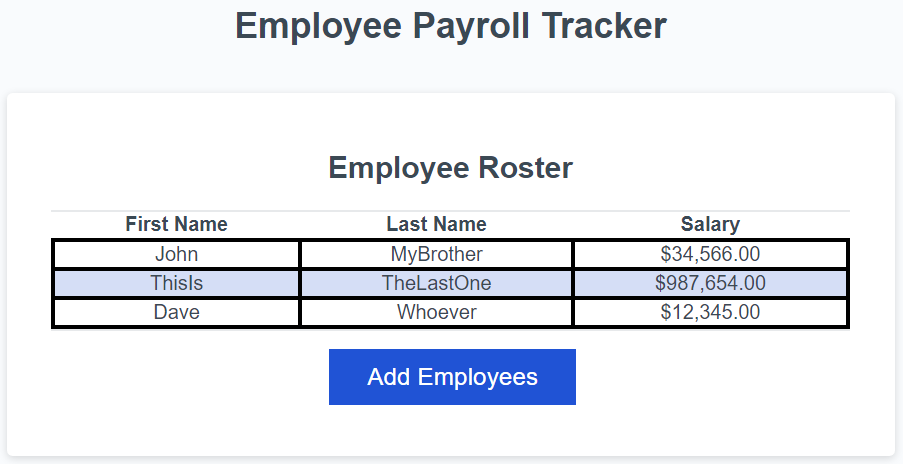 Employee Payroll Tracker
Employee Roster
First Name Last Name Salary
John MyBrother $34,566.00
ThisIs TheLastOne $987,654.00
Dave Whoever $12,345.00
Add Employees